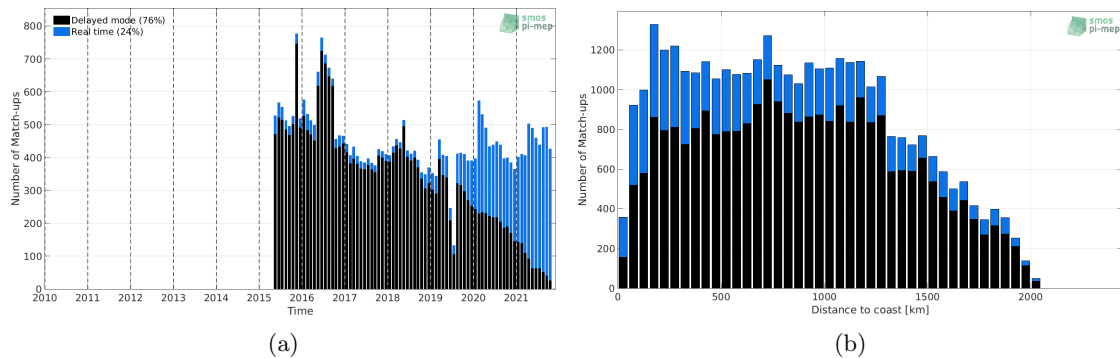 Delayed mode (76%)
Real time (24%)
smos
pi-mep
Number of Match-ups
800
700
600
500
400
300
200
100
0
2010 2011 2012 2013 2014 2015 2016 2017 2018 2019 2020 2021
Time
(a)
smos
pi-mep
Number of Match-ups
1200
1000
800
600
400
200
0
0 500 1000 1500 2000
Distance to coast [km]
(b)